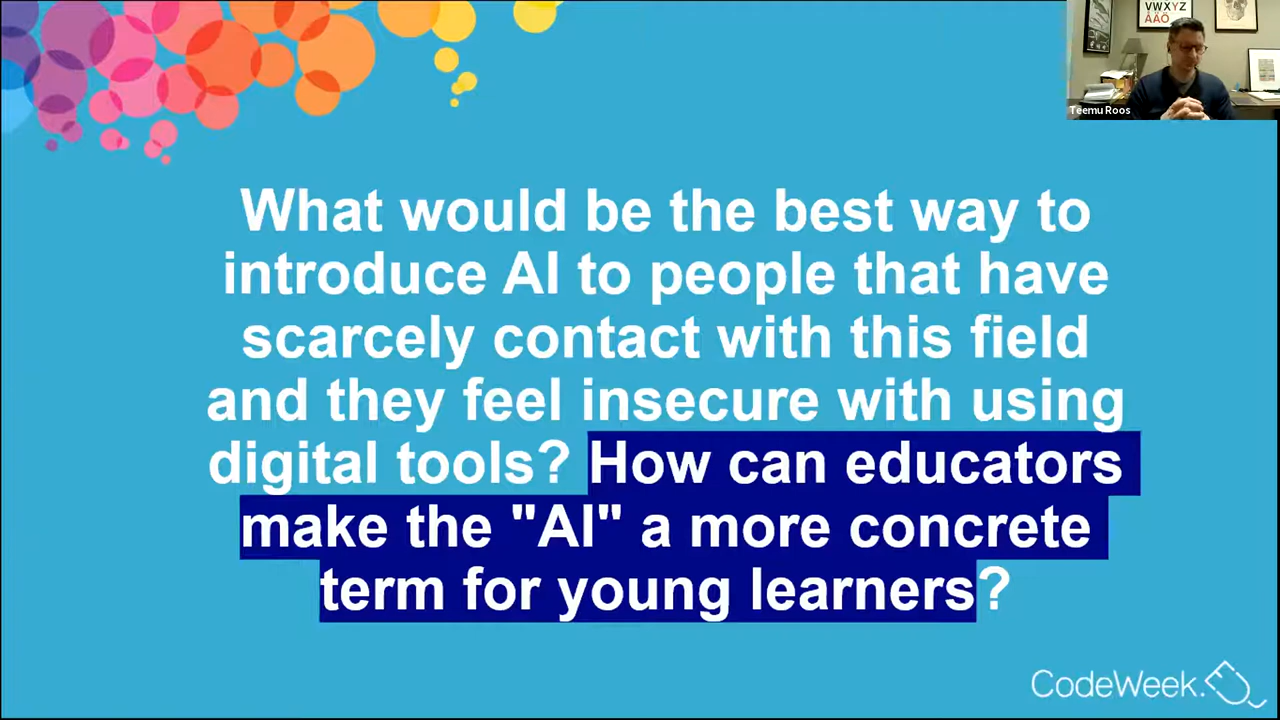 VWXYZ
ÅÄÖ
Teemu Roos
What would be the best way to
introduce AI to people that have
scarcely contact with this field
and they feel insecure with using
digital tools? How can educators
make the "AI" a more concrete
term for young learners?
CodeWeek.